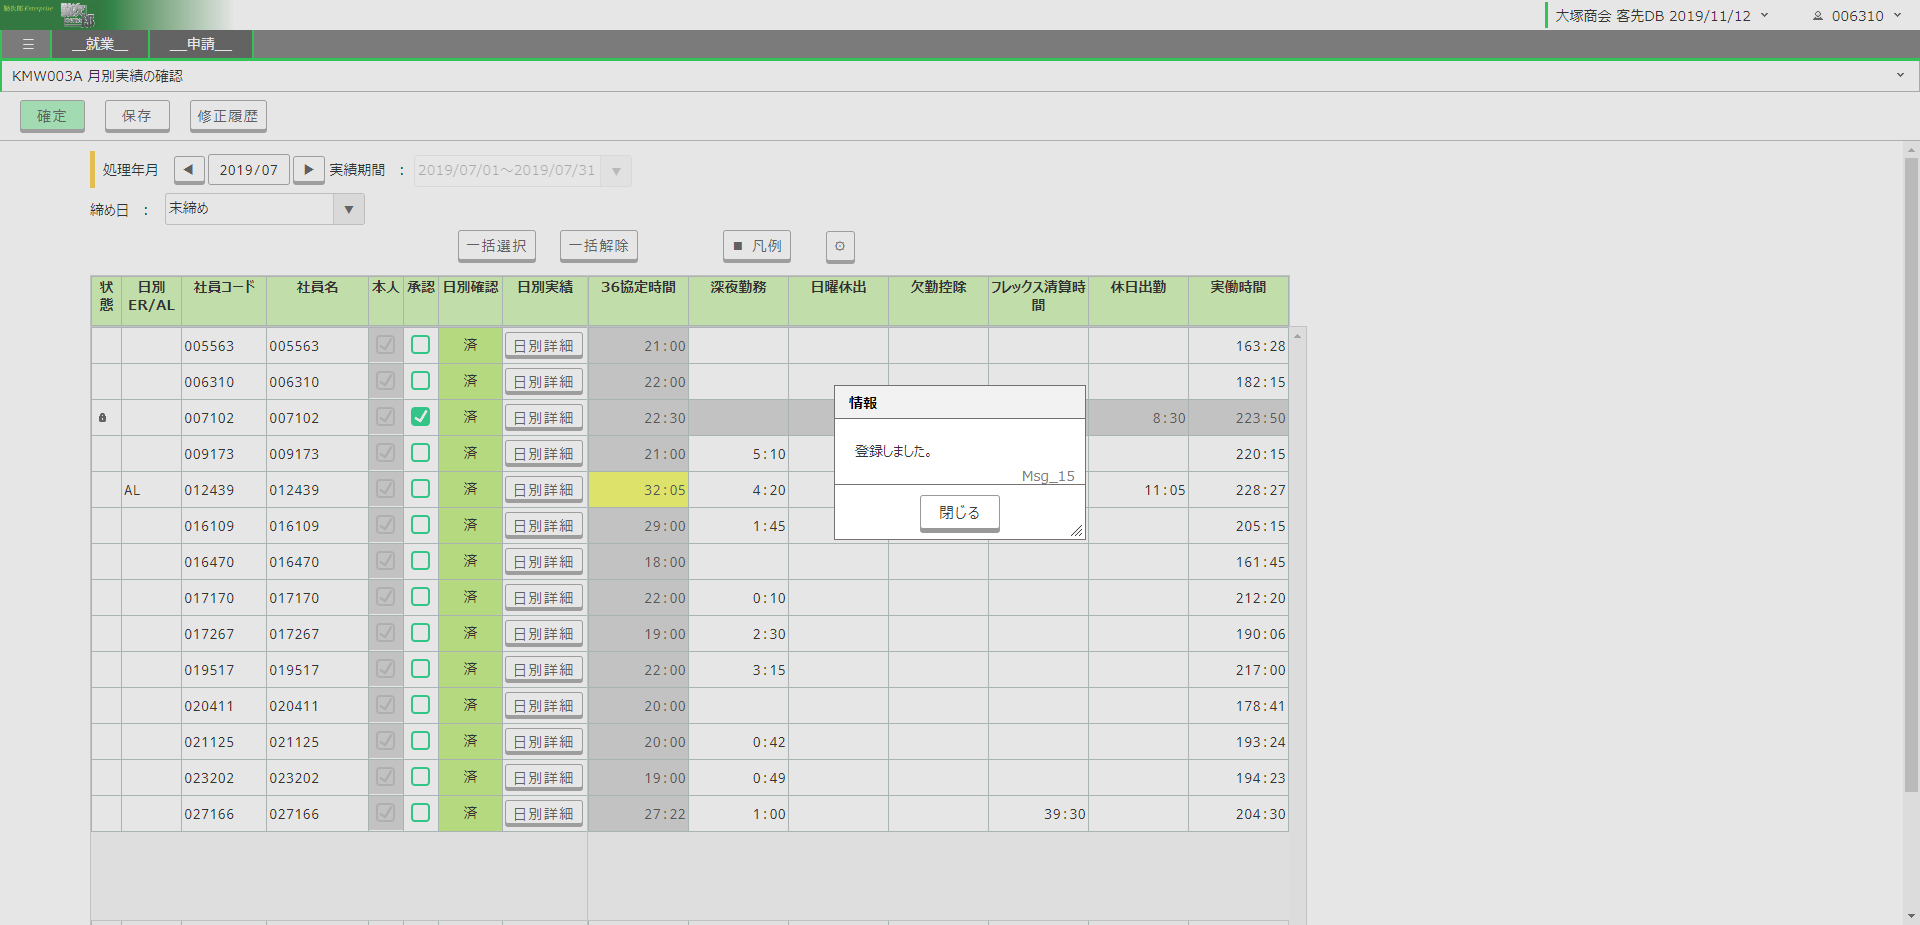 勤次郎 Enterprise
大塚商会 客先DB 2019/11/12
006310
__就業__
__申請__
KMW003A 月別実績の確認
確定
保存
修正履歴
処理年月 ◀ 2019/07 ▶ 実績期間 : 2019/07/01～2019/07/31 ▼
締め日 : 末締め ▼
一括選択 一括解除 ■ 凡例
状態 日別ER/AL 社員コード 社員名 本人 承認 日別確認 日別実績 36協定時間 深夜勤務 日曜休出 欠勤控除 フレックス清算時間 休日出勤 実働時間
005563 005563 済 日別詳細 21:00 163:28
006310 006310 済 日別詳細 22:00 182:15
007102 007102 済 日別詳細 22:30 8:30 223:50
009173 009173 済 日別詳細 21:00 5:10 220:15
AL 012439 012439 済 日別詳細 32:05 4:20 11:05 228:27
016109 016109 済 日別詳細 29:00 1:45 205:15
016470 016470 済 日別詳細 18:00 161:45
017170 017170 済 日別詳細 22:00 0:10 212:20
017267 017267 済 日別詳細 19:00 2:30 190:06
019517 019517 済 日別詳細 22:00 3:15 217:00
020411 020411 済 日別詳細 20:00 178:41
021125 021125 済 日別詳細 20:00 0:42 193:24
023202 023202 済 日別詳細 19:00 0:49 194:23
027166 027166 済 日別詳細 27:22 1:00 39:30 204:30
情報
登録しました。
Msg_15
閉じる